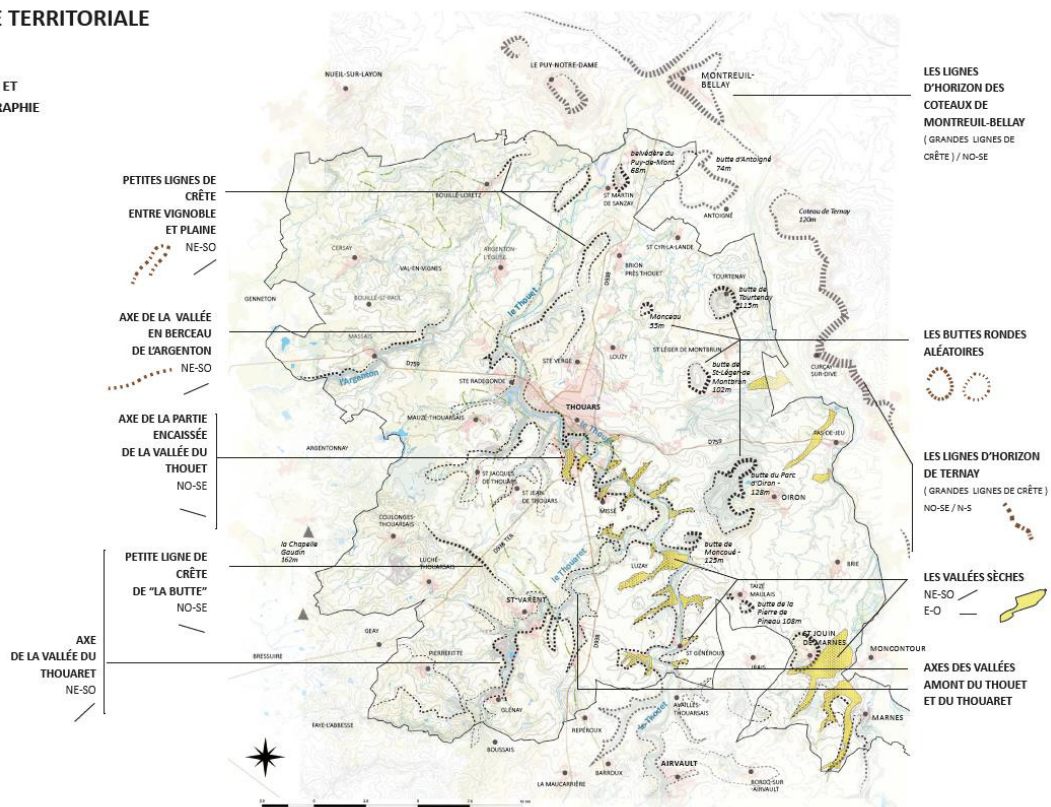 E TERRITORIALE
ET
RAPHIE
PETITES LIGNES DE
CRÊTE
ENTRE VIGNOBLE
ET PLAINE
NE-SO
AXE DE LA VALLÉE
EN BERCEAU
DE L'ARGENTON
NE-SO
AXE DE LA PARTIE
ENCAISSÉE
DE LA VALLÉE DU
THOUET
NO-SE
PETITE LIGNE DE
CRÊTE
DE "LA BUTTE"
NO-SE
AXE
DE LA VALLÉE DU
THOUARET
NE-SO
NUEIL-SUR-LAYON
LE PUY-NOTRE-DAME
MONTREUIL-
BELLAY
belvédère du
Puy-de-Mont
68m
butte d'Antoigné
74m
BOUILLÉ-LORETZ
ST MARTIN
DE SANZAY
ANTOIGNÉ
Coteau de Ternay
120m
CERSAY
ARGENTON
L'ÉGLISE
VAL-EN-VIGNES
ST CYR LA-LANDE
BRION
PRÈS THOUET
D938
TOURTENAY
butte de
Tourtenay
115m
GENNETON
BOUILLÉ-ST PAUL
le Thouet
Monceau
55m
MASSAIS
D759
l'Argenton
STE VERGE
LOUZY
ST LÉGER DE MONTBRUN
butte de
St-Léger-de-
Montbrun
102m
CURÇAY
SUR-DIVE
STE RADEGONDE
MAUZÉ-THOUARSAIS
THOUARS
ARGENTONNAY
D759
PAS-DE-JEU
ST JACQUES
DE THOUARS
ST JEAN
DE THOUARS
MISSÉ
butte du Parc
d'Oiron -
128m
OIRON
COULONGES-
THOUARSAIS
la Chapelle
Gaudin
162m
LUCHÉ-
THOUARSAIS
D938 TER
le Thouaret
LUZAY
butte de
Moncoué-
125m
BRIE
TAIZÉ
MAULAIS
butte de la
Pierre de
Pineau 108m
ST VARENT
GEAY
BRESSUIRE
PIERREFITTE
D938
ST GÉNÉROUX
IRAIS
ST JOUIN
DE MARNES
MONCONTOUR
GLÉNAY
AVAILLES-
THOUARSAIS
MARNES
FAYE-L'ABBESSE
BOUSSAIS
REPÉROUX
le Thouet
AIRVAULT
BARROUX
LA MAUCARRIÈRE
BORDQ-SUR
-AIRVAULT
LES LIGNES
D'HORIZON DES
COTEAUX DE
MONTREUIL-BELLAY
( GRANDES LIGNES DE
CRÊTE ) / NO-SE
LES BUTTES RONDES
ALÉATOIRES
LES LIGNES D'HORIZON
DE TERNAY
( GRANDES LIGNES DE CRÊTE )
NO-SE / N-S
LES VALLÉES SÈCHES
NE-SO
E-O
AXES DES VALLÉES
AMONT DU THOUET
ET DU THOUARET